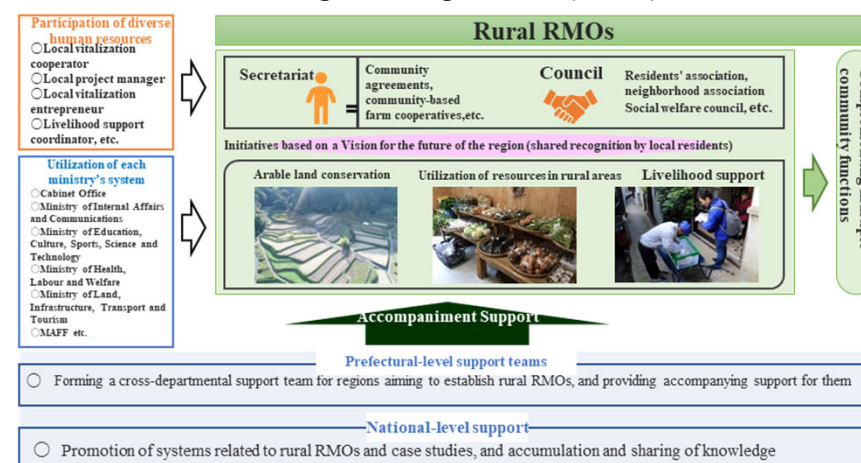 Participation of diverse
human resources
○Local vitalization
cooperator
○Local project manager
○Local vitalization
entrepreneur
○Livelihood support
coordinator, etc.
Utilization of each
ministry's system
○Cabinet Office
○Ministry of Internal Affairs
and Communications
○Ministry of Education,
Culture, Sports, Science and
Technology
○Ministry of Health,
Labour and Welfare
○Ministry of Land,
Infrastructure, Transport and
Tourism
○MAFF etc.
Rural RMOs
Secretariat
=
Community
agreements,
community-based
farm cooperatives,etc.
Council
Residents' association,
neighborhood association
Social welfare council, etc.
Initiatives based on a Vision for the future of the region (shared recognition by local residents)
Arable land conservation
Utilization of resources in rural areas
Livelihood support
community functions
Accompaniment Support
Prefectural-level support teams
○ Forming a cross-departmental support team for regions aiming to establish rural RMOs, and providing accompanying support for them
National-level support
○ Promotion of systems related to rural RMOs and case studies, and accumulation and sharing of knowledge